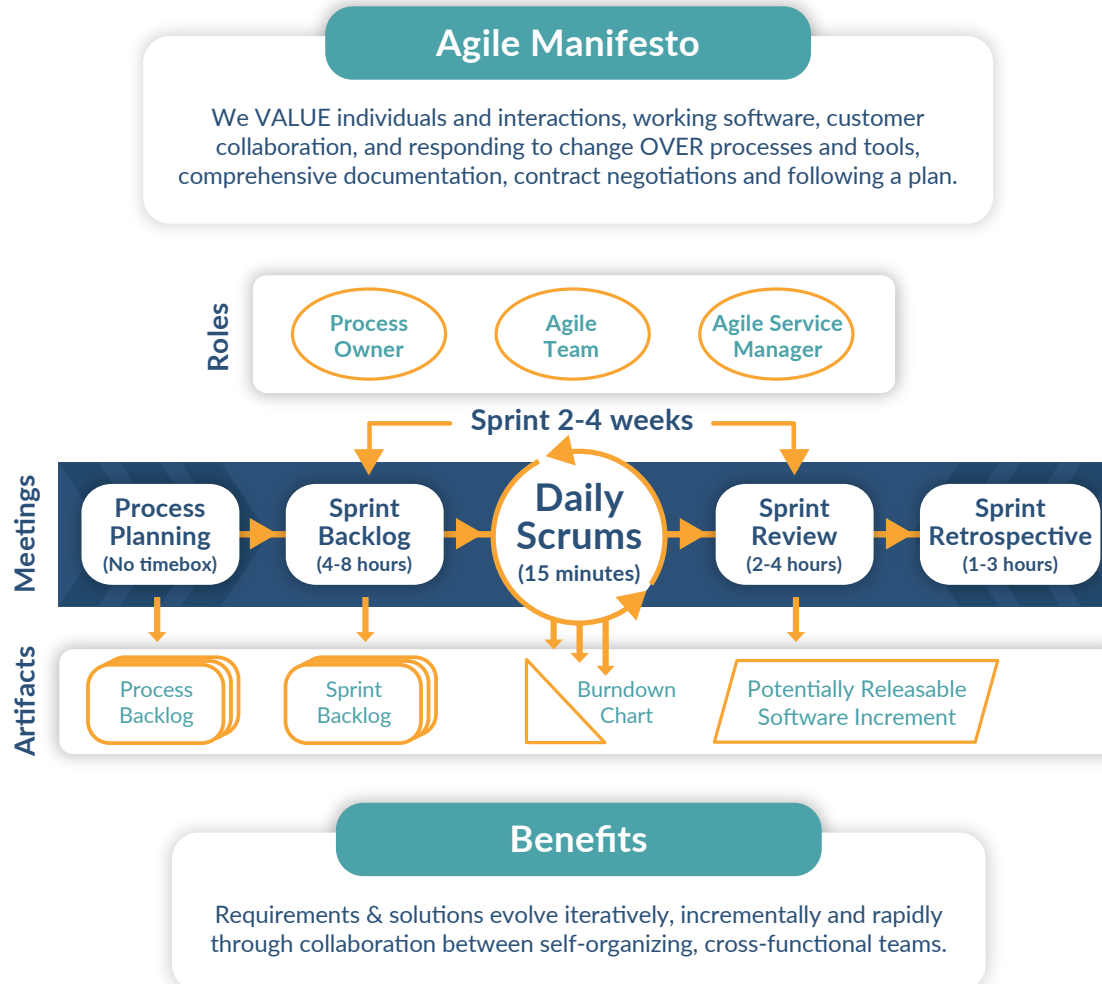 Agile Manifesto
We VALUE individuals and interactions, working software, customer
collaboration, and responding to change OVER processes and tools,
comprehensive documentation, contract negotiations and following a plan.
Roles
Process
Owner
Agile
Team
Agile Service
Manager
Sprint 2-4 weeks
Meetings
Process
Planning
(No timebox)
Sprint
Backlog
(4-8 hours)
Daily
Scrums
(15 minutes)
Sprint
Review
(2-4 hours)
Sprint
Retrospective
(1-3 hours)
Artifacts
Process
Backlog
Sprint
Backlog
Burndown
Chart
Potentially Releasable
Software Increment
Benefits
Requirements & solutions evolve iteratively, incrementally and rapidly
through collaboration between self-organizing, cross-functional teams.